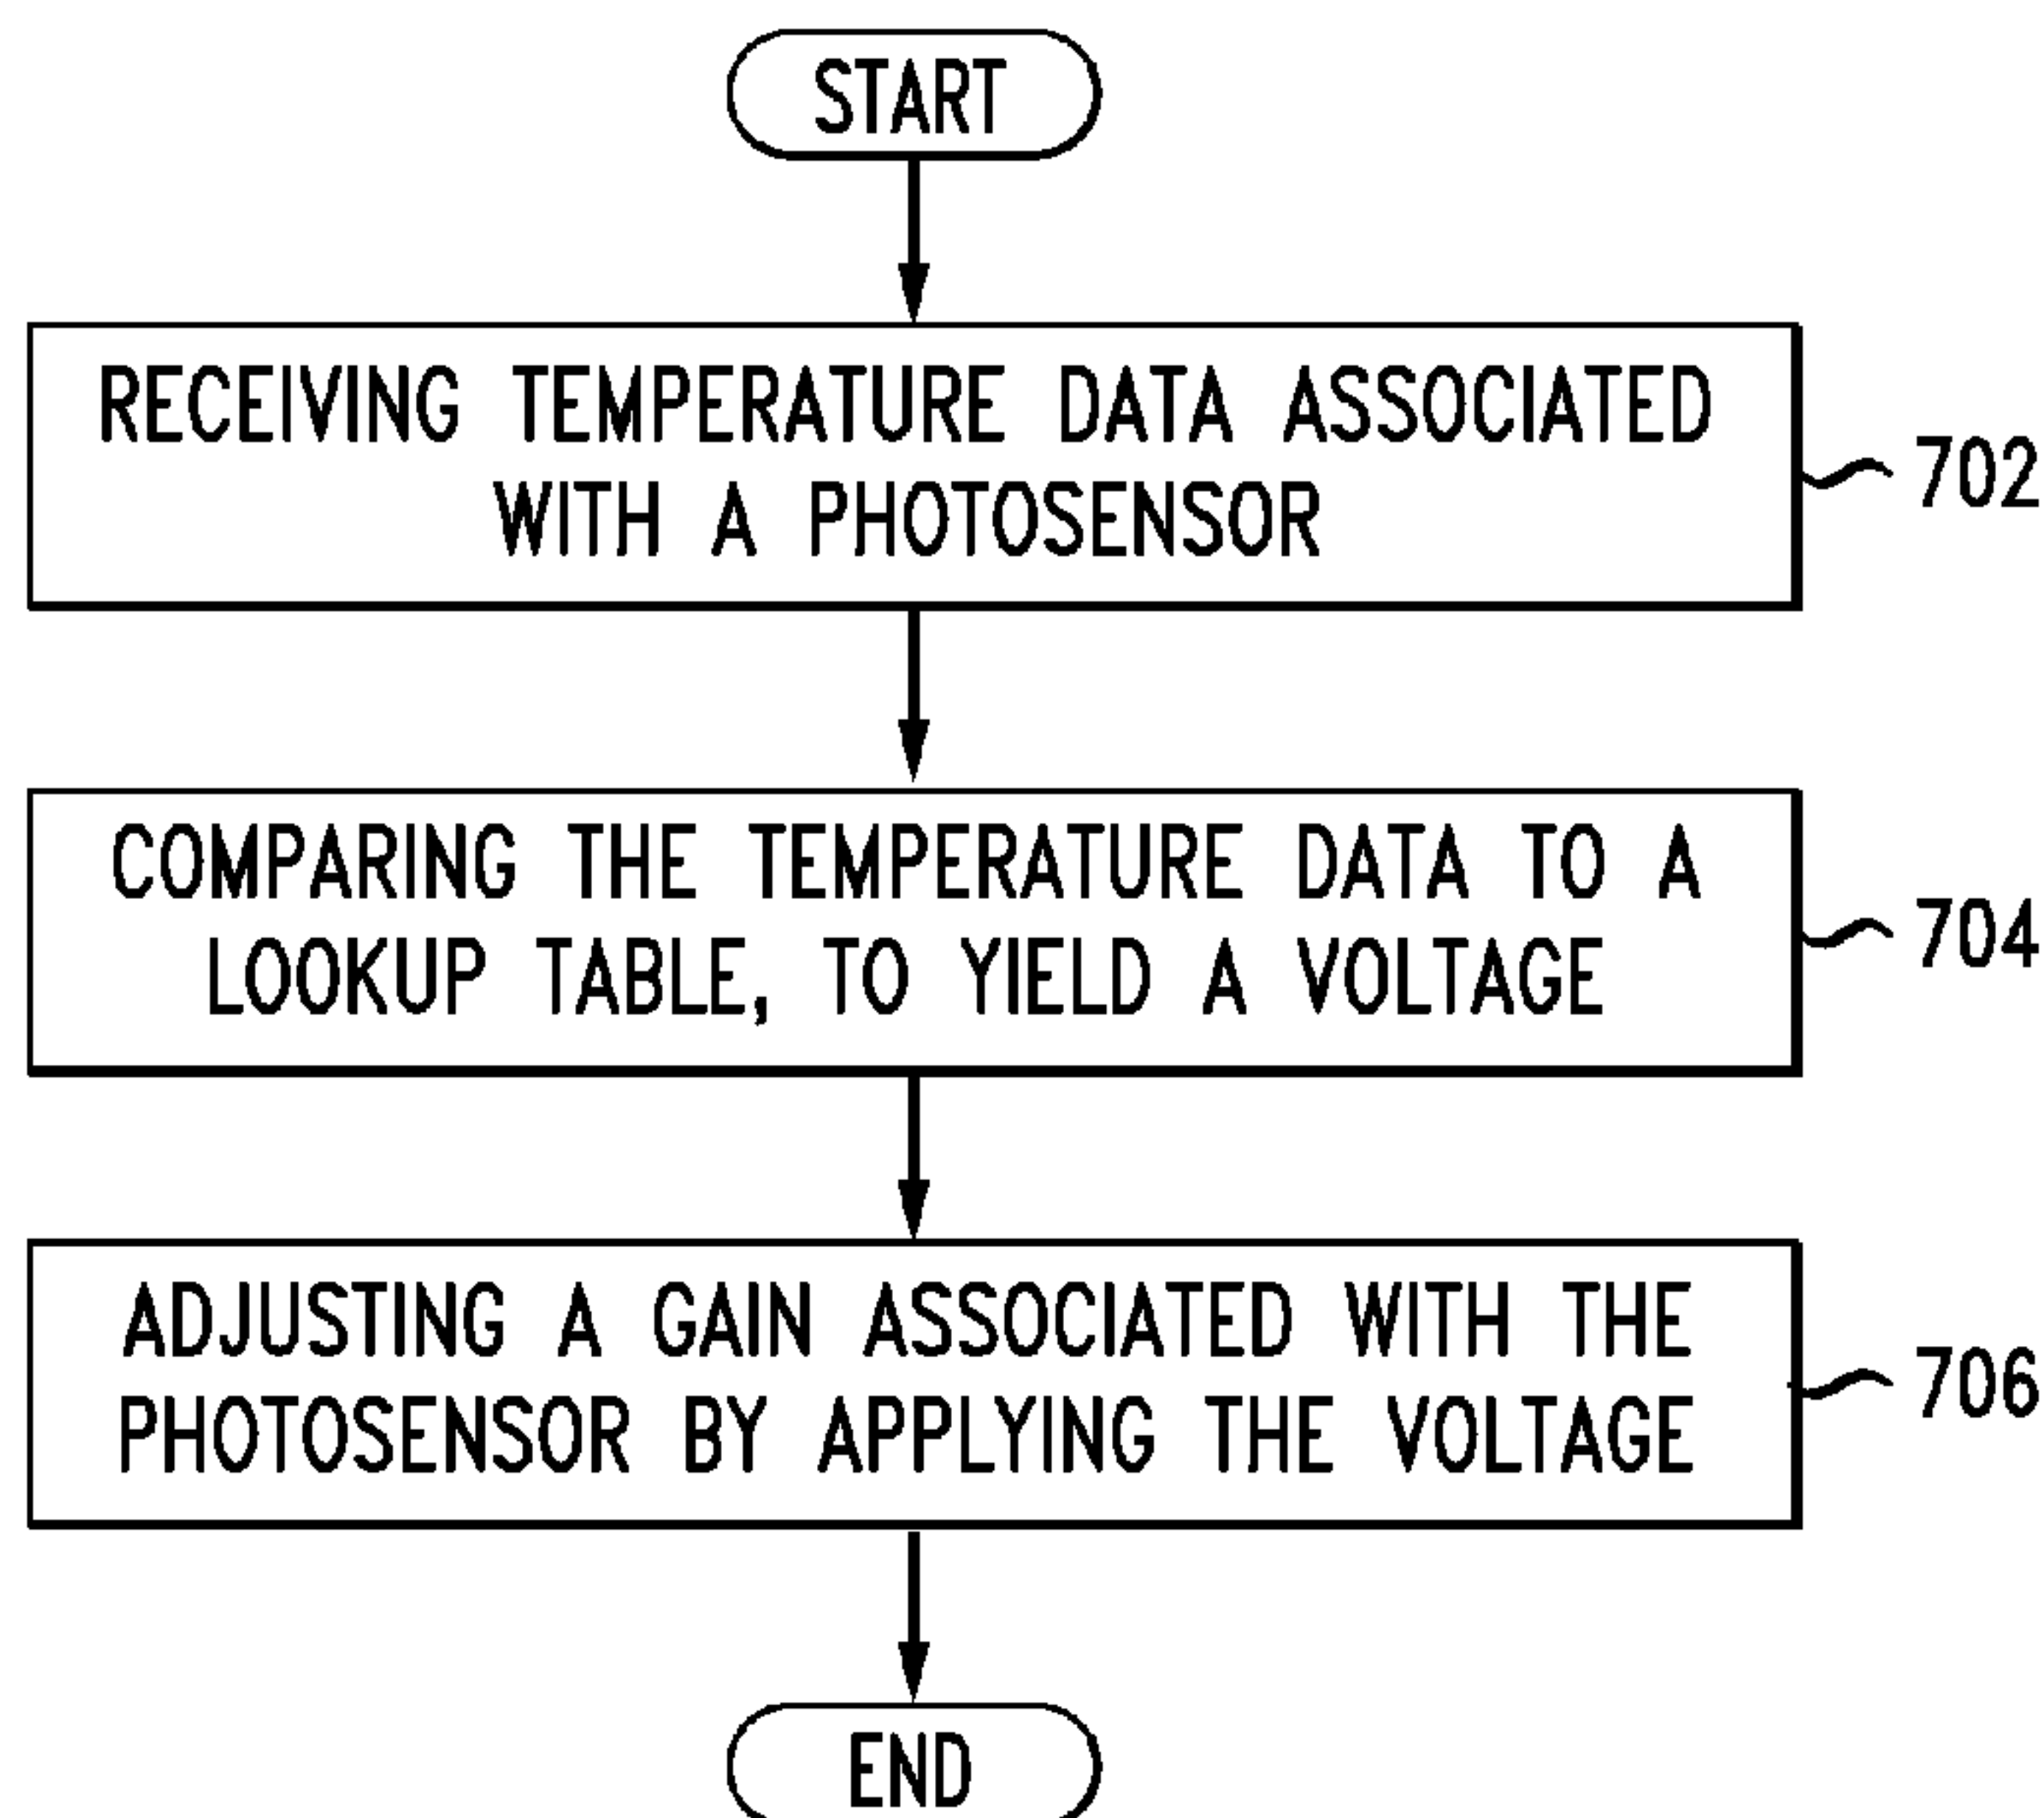 START
RECEIVING TEMPERATURE DATA ASSOCIATED
WITH A PHOTOSENSOR
702
COMPARING THE TEMPERATURE DATA TO A
LOOKUP TABLE, TO YIELD A VOLTAGE
704
ADJUSTING A GAIN ASSOCIATED WITH THE
PHOTOSENSOR BY APPLYING THE VOLTAGE
706
END